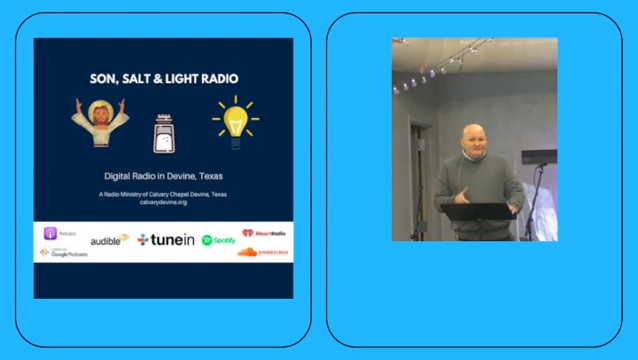 SON, SALT & LIGHT RADIO
Digital Radio in Devine, Texas
A Radio Ministry of Calvary Chapel Devine, Texas
calvarydevine.org
Podcasts
audible
tunein
Spotify
iHeartRadio
Google Podcasts
SOUNDCLOUD